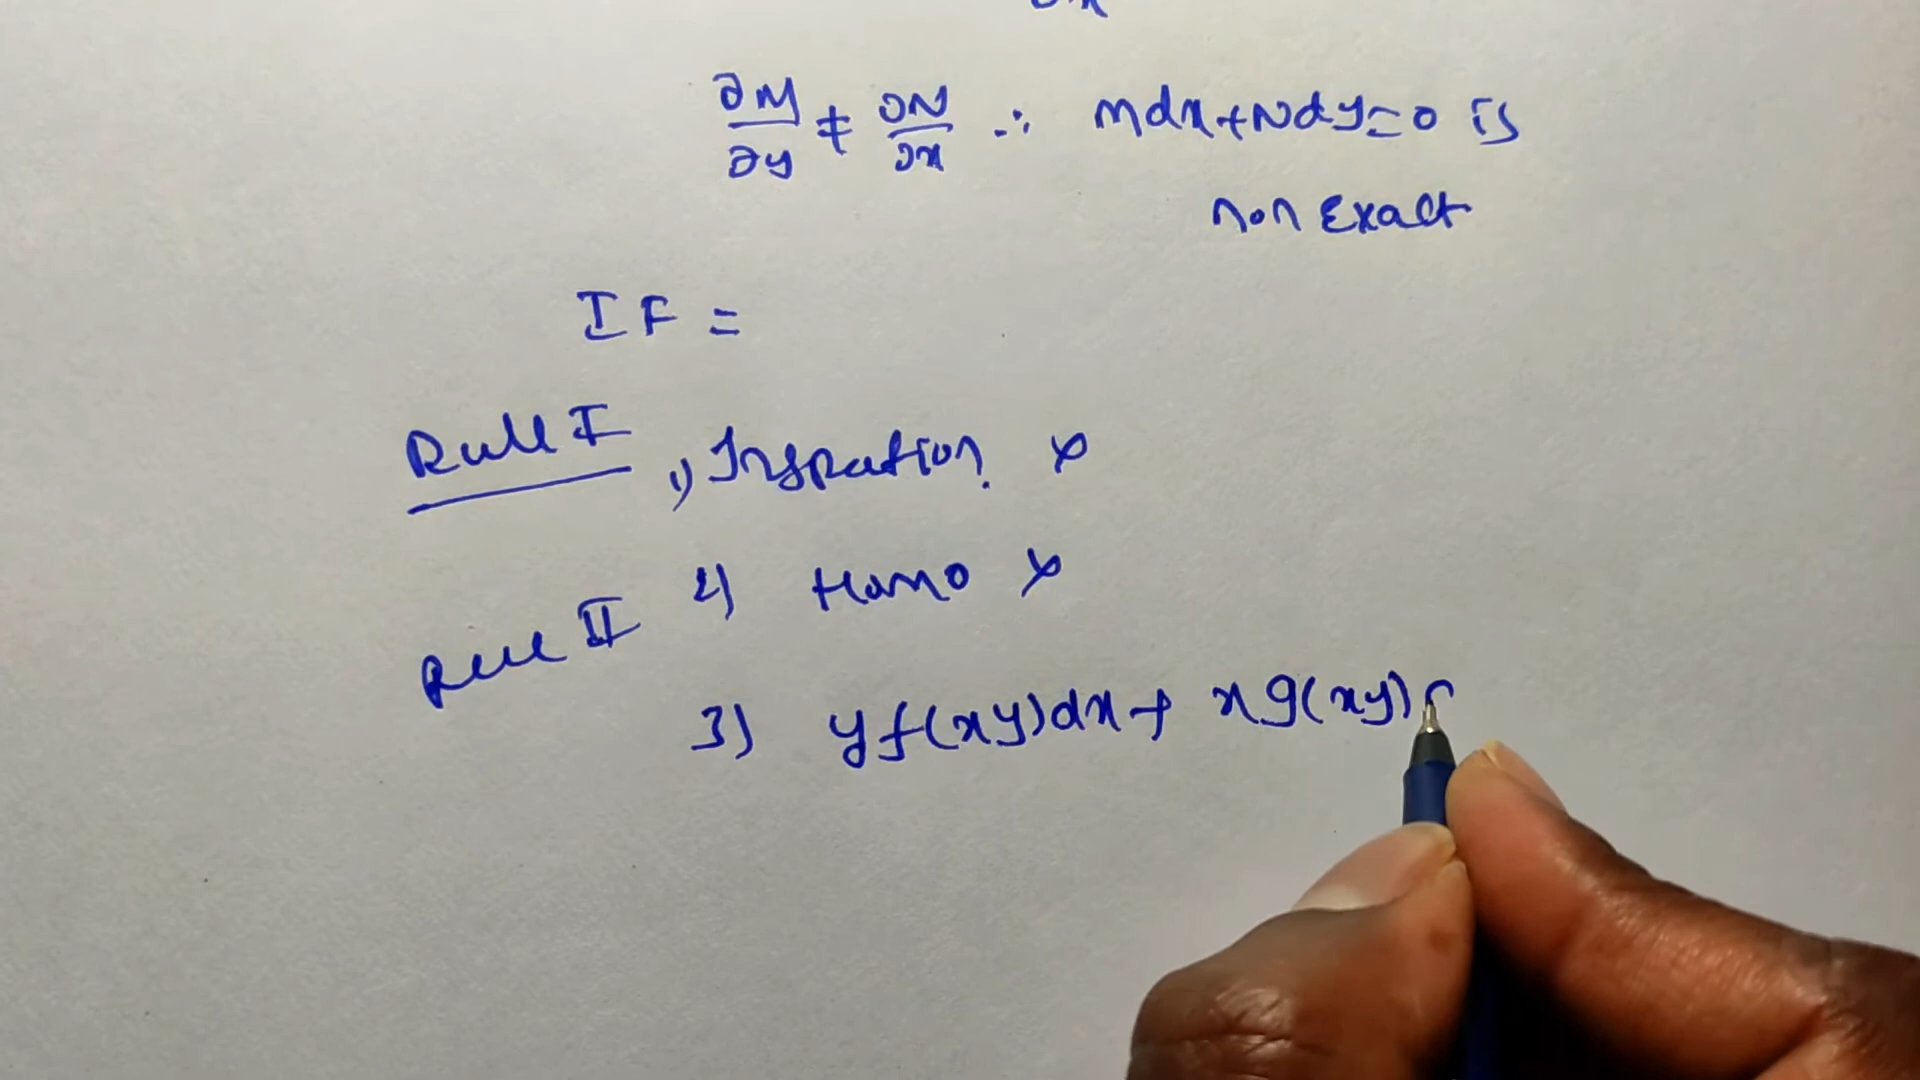 ∂M/∂y ≠ ∂N/∂x ∴ Mdx+Ndy=0 is
non Exact
IF =
Rule I 1) Inspection. x
Rule II 2) Homo x
3) yf(xy)dx + xg(xy)